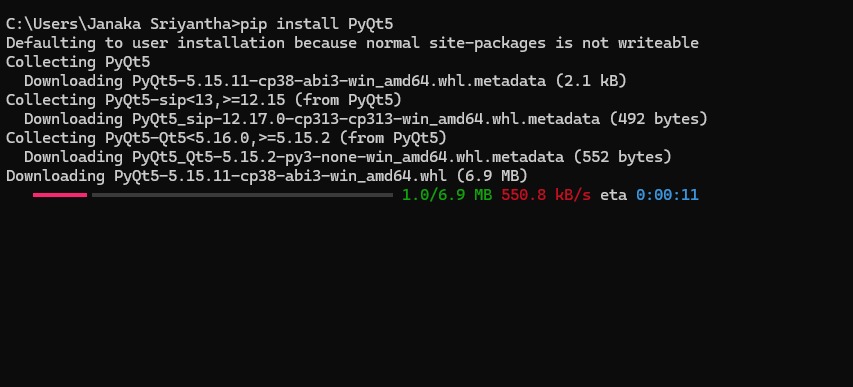 C:\Users\Janaka Sriyantha>pip install PyQt5
Defaulting to user installation because normal site-packages is not writeable
Collecting PyQt5
  Downloading PyQt5-5.15.11-cp38-abi3-win_amd64.whl.metadata (2.1 kB)
Collecting PyQt5-sip<13,>=12.15 (from PyQt5)
  Downloading PyQt5_sip-12.17.0-cp313-cp313-win_amd64.whl.metadata (492 bytes)
Collecting PyQt5-Qt5<5.16.0,>=5.15.2 (from PyQt5)
  Downloading PyQt5_Qt5-5.15.2-py3-none-win_amd64.whl.metadata (552 bytes)
Downloading PyQt5-5.15.11-cp38-abi3-win_amd64.whl (6.9 MB)
1.0/6.9 MB 550.8 kB/s eta 0:00:11